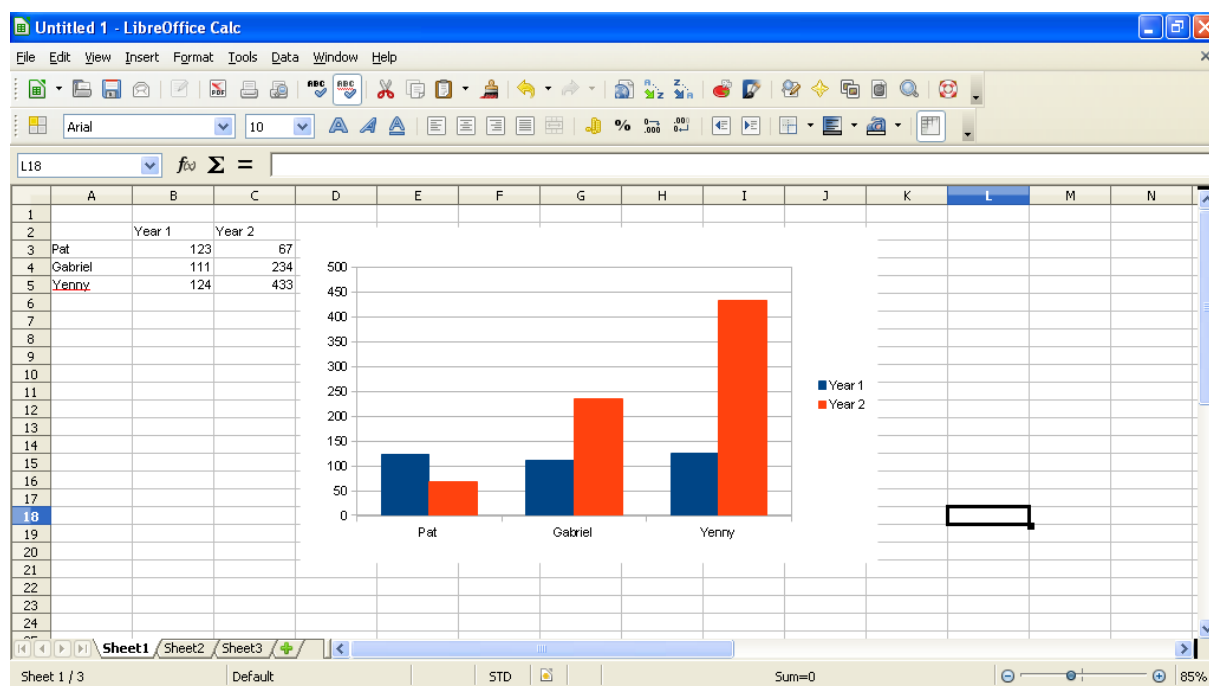 Untitled 1 - LibreOffice Calc
File Edit View Insert Format Tools Data Window Help
Arial 10
L18
A B C D E F G H I J K L M N
1
2 Year 1 Year 2
3 Pat 123 67
4 Gabriel 111 234
5 Yenny 124 433
6
7
8
9
10
11
12
13
14
15
16
17
18
19
20
21
22
23
24
500
450
400
350
300
250
200
150
100
50
0
Pat Gabriel Yenny
Year 1
Year 2
Sheet1 Sheet2 Sheet3
Sheet 1 / 3 Default STD Sum=0 85%